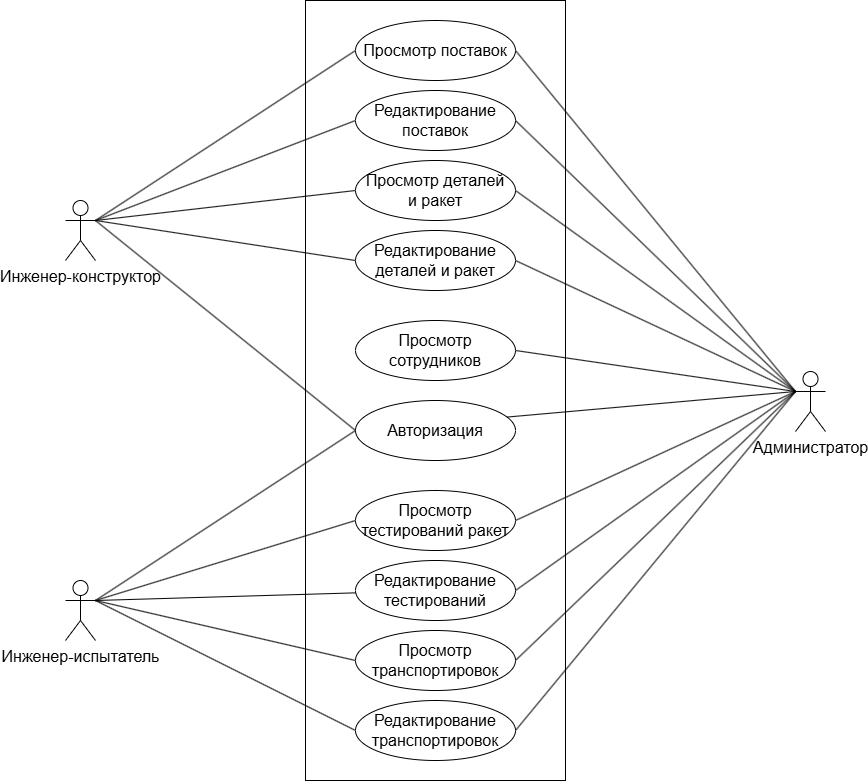 Просмотр поставок
Редактирование
поставок
Просмотр деталей
и ракет
Инженер-конструктор
Редактирование
деталей и ракет
Просмотр
сотрудников
Авторизация
Администратор
Просмотр
тестирований ракет
Редактирование
тестирований
Инженер-испытатель
Просмотр
транспортировок
Редактирование
транспортировок